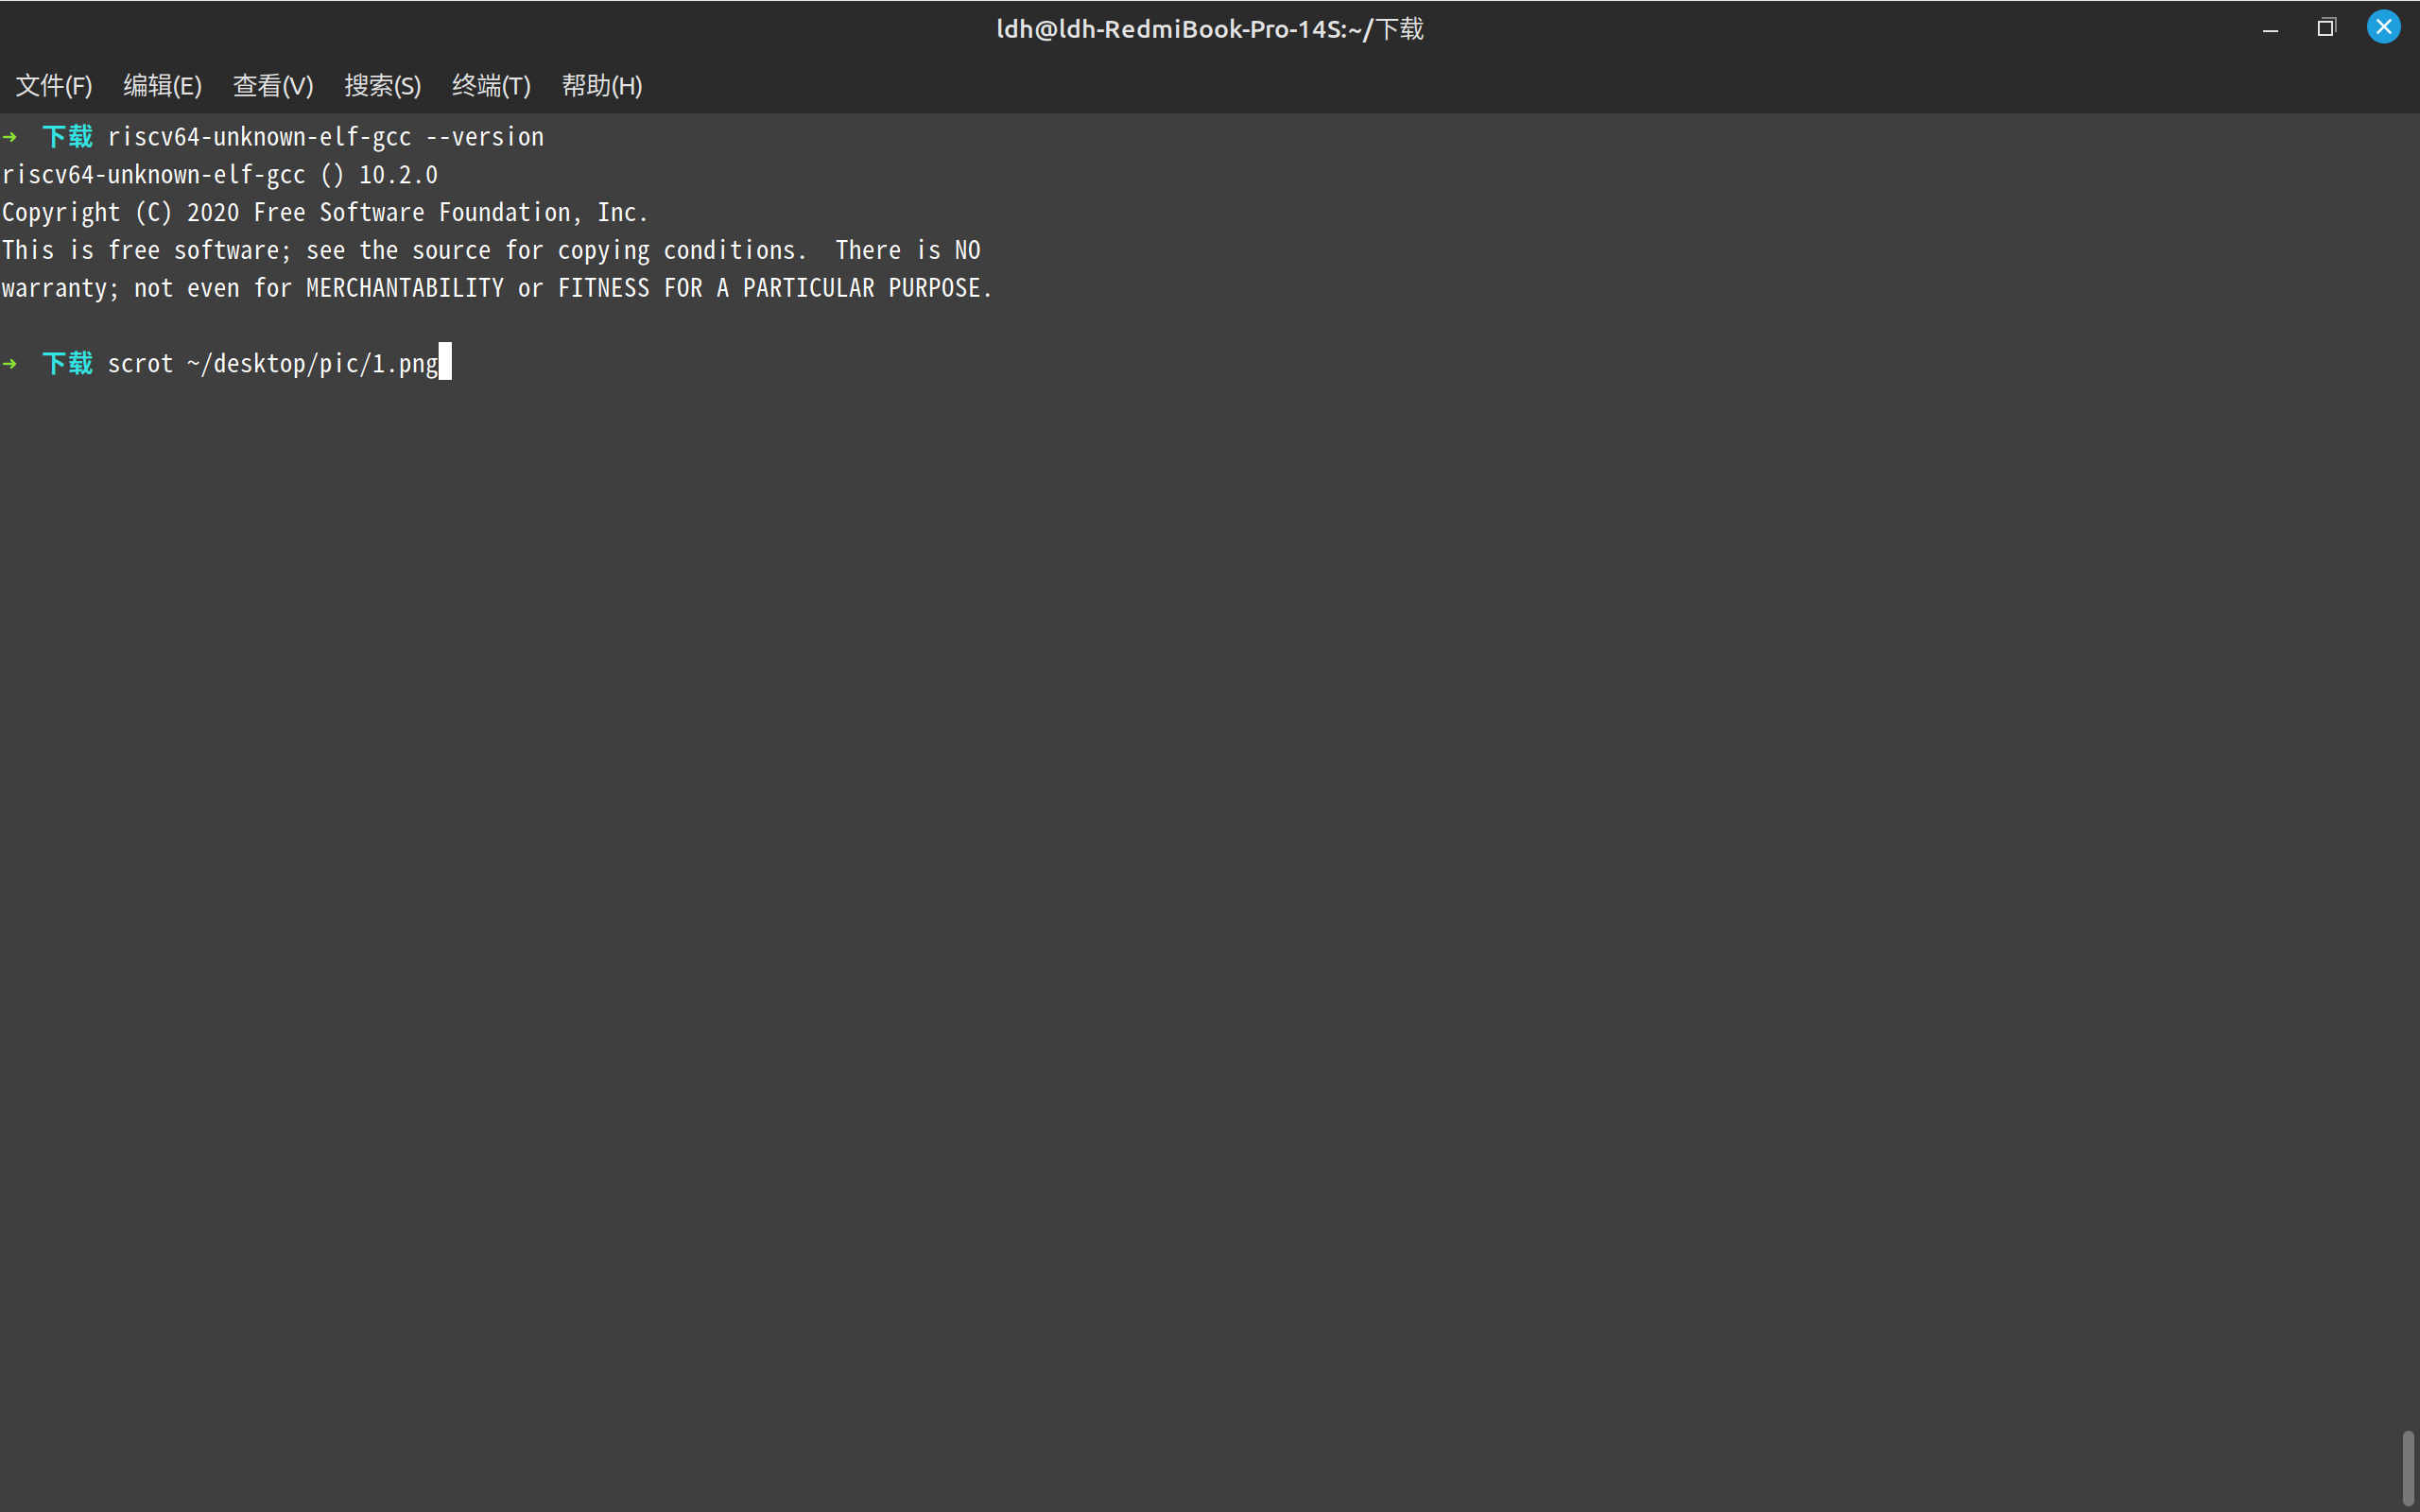 ldh@ldh-RedmiBook-Pro-14S:~/下载
文件(F) 编辑(E) 查看(V) 搜索(S) 终端(T) 帮助(H)
➜  下载 riscv64-unknown-elf-gcc --version
riscv64-unknown-elf-gcc () 10.2.0
Copyright (C) 2020 Free Software Foundation, Inc.
This is free software; see the source for copying conditions.  There is NO
warranty; not even for MERCHANTABILITY or FITNESS FOR A PARTICULAR PURPOSE.
➜  下载 scrot ~/desktop/pic/1.png